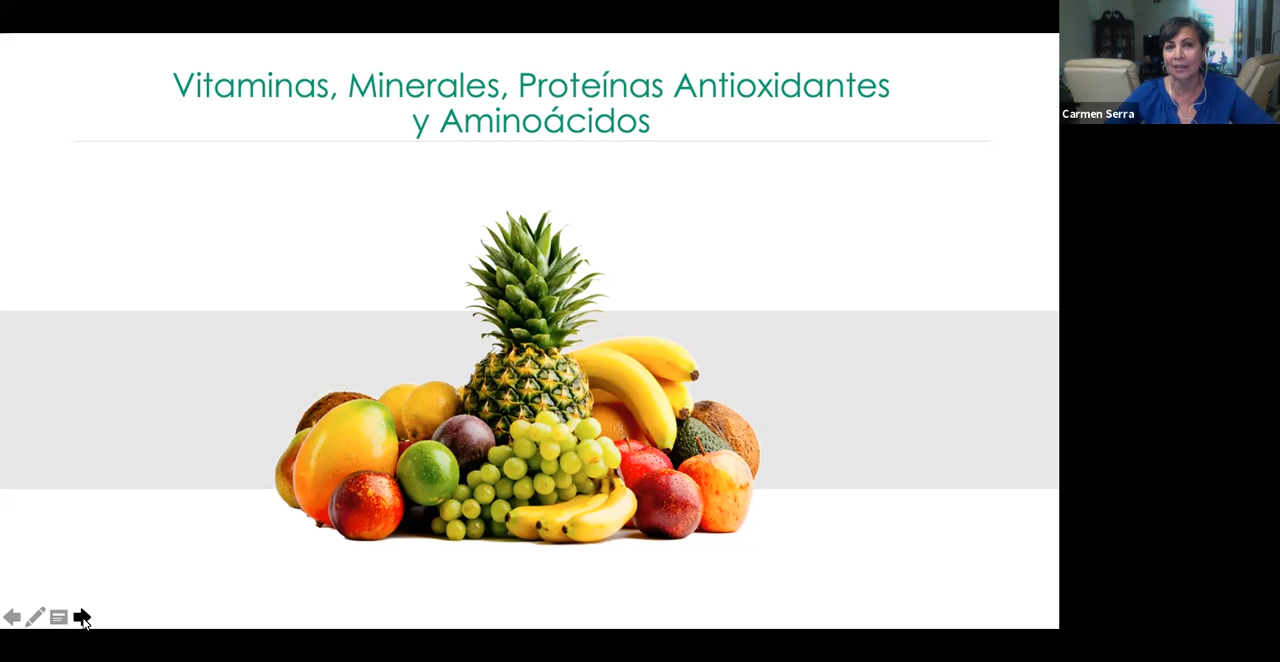 Vitaminas, Minerales, Proteínas Antioxidantes
y Aminoácidos
Carmen Serra